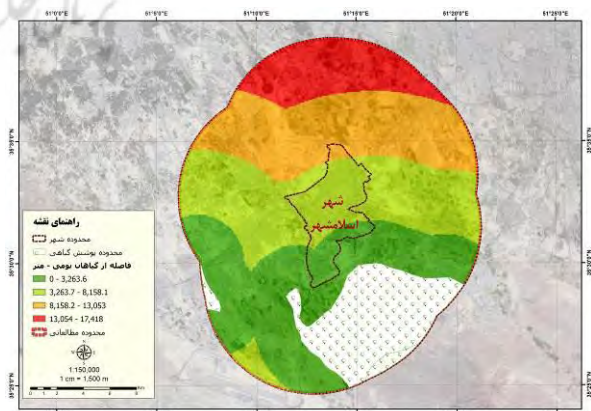 51°0'0"E 51°5'0"E 51°10'0"E 51°15'0"E 51°20'0"E 51°25'0"E
شهر
اسلامشهر
راهنمای نقشه
محدوده شهر
محدوده پوشش گیاهی
فاصله از گیاهان بومی - متر
0 - 3,263.6
3,263.7 - 8,158.1
8,158.2 - 13,053
13,054 - 17,418
محدوده مطالعاتی
1:150,000
1 cm = 1,500 m